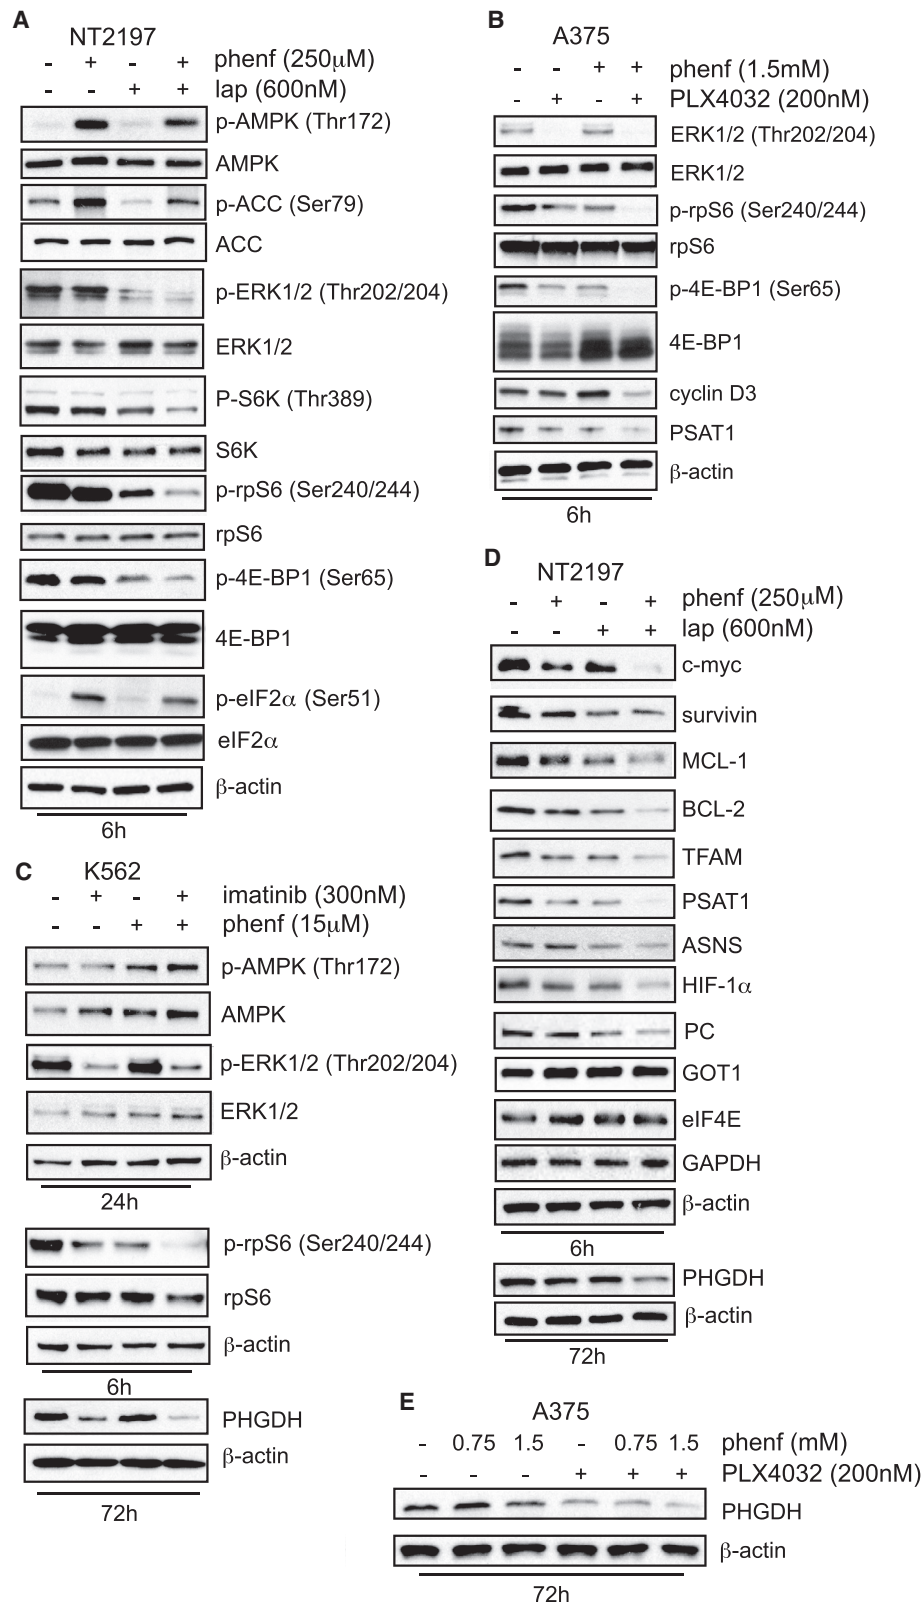 A
NT2197
- + - + phenf (250μM)
- - + + lap (600nM)
p-AMPK (Thr172)
AMPK
p-ACC (Ser79)
ACC
p-ERK1/2 (Thr202/204)
ERK1/2
P-S6K (Thr389)
S6K
p-rpS6 (Ser240/244)
rpS6
p-4E-BP1 (Ser65)
4E-BP1
p-eIF2α (Ser51)
eIF2α
β-actin
6h
B
A375
- - + + phenf (1.5mM)
- + - + PLX4032 (200nM)
ERK1/2 (Thr202/204)
ERK1/2
p-rpS6 (Ser240/244)
rpS6
p-4E-BP1 (Ser65)
4E-BP1
cyclin D3
PSAT1
β-actin
6h
C
K562
- + - + imatinib (300nM)
- - + + phenf (15μM)
p-AMPK (Thr172)
AMPK
p-ERK1/2 (Thr202/204)
ERK1/2
β-actin
24h
p-rpS6 (Ser240/244)
rpS6
β-actin
6h
PHGDH
β-actin
72h
D
NT2197
- + - + phenf (250μM)
- - + + lap (600nM)
c-myc
survivin
MCL-1
BCL-2
TFAM
PSAT1
ASNS
HIF-1α
PC
GOT1
eIF4E
GAPDH
β-actin
6h
PHGDH
β-actin
72h
E
A375
- 0.75 1.5 - 0.75 1.5 phenf (mM)
- - - + + + PLX4032 (200nM)
PHGDH
β-actin
72h